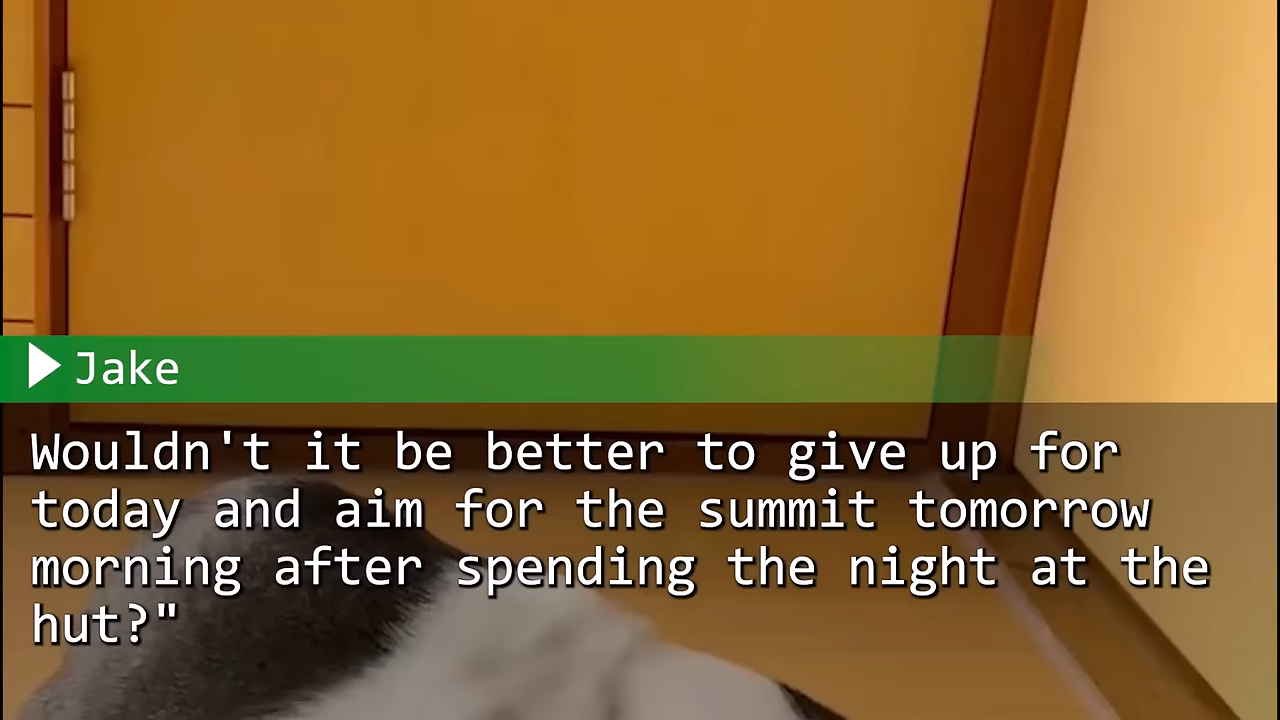 Jake
Wouldn't it be better to give up for
today and aim for the summit tomorrow
morning after spending the night at the
hut?"